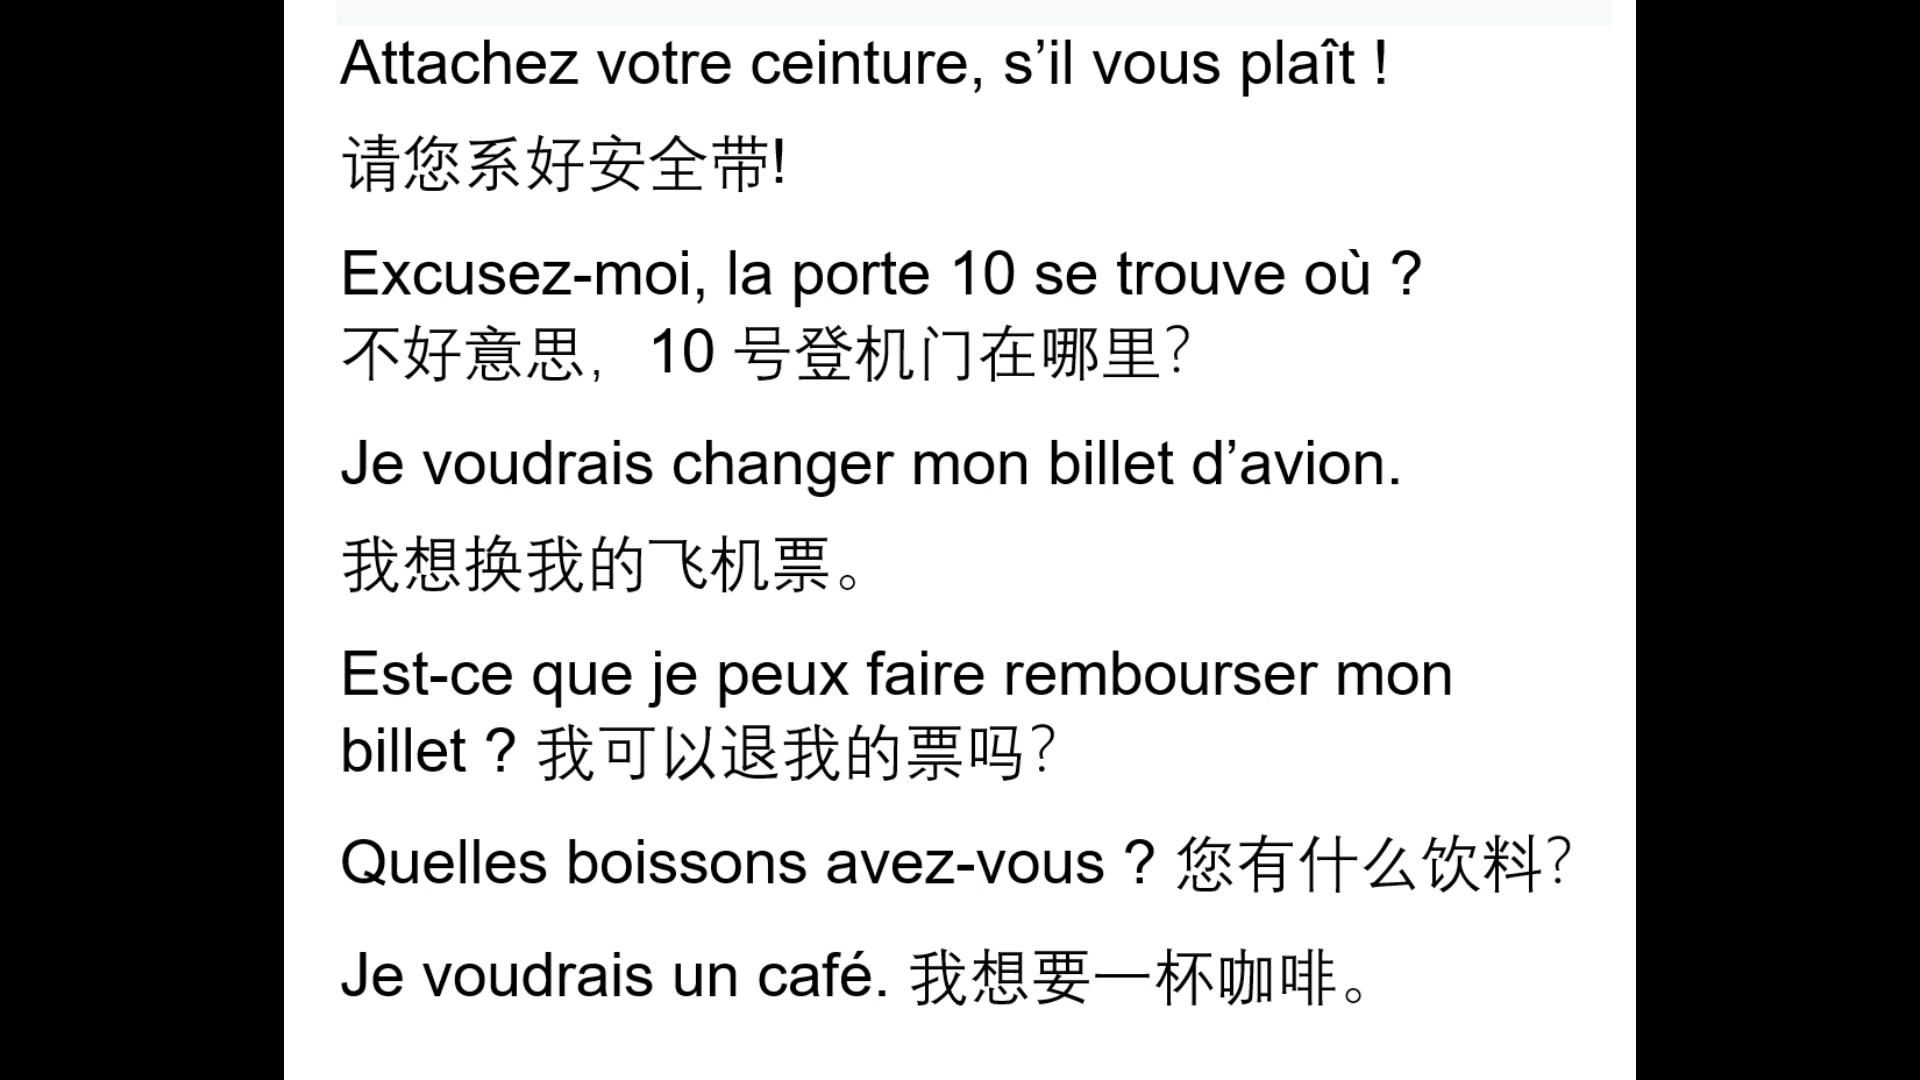 Attachez votre ceinture, s’il vous plaît !
请您系好安全带!
Excusez-moi, la porte 10 se trouve où ?
不好意思，10 号登机门在哪里？
Je voudrais changer mon billet d’avion.
我想换我的飞机票。
Est-ce que je peux faire rembourser mon
billet ? 我可以退我的票吗？
Quelles boissons avez-vous ? 您有什么饮料？
Je voudrais un café. 我想要一杯咖啡。